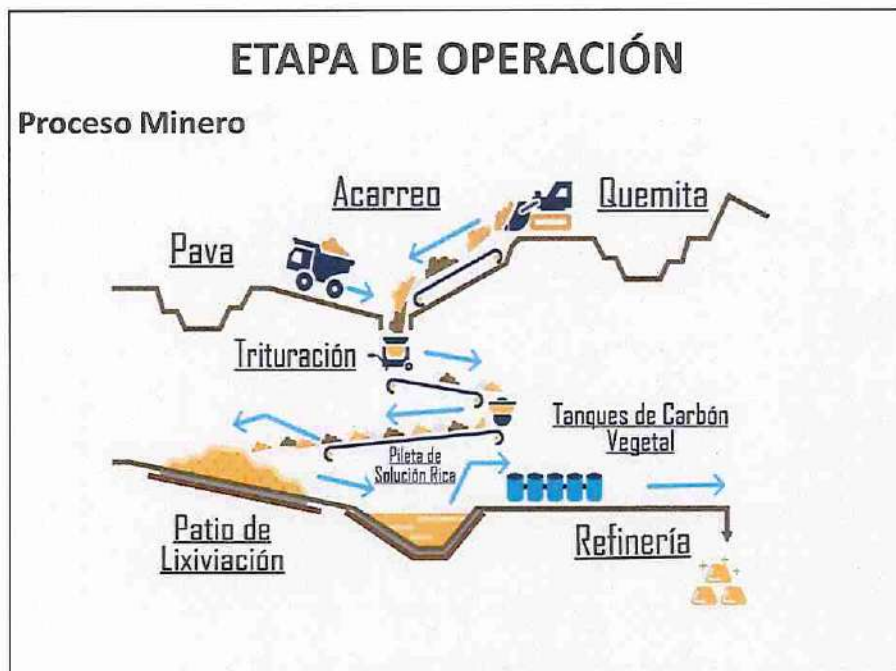 ETAPA DE OPERACIÓN
Proceso Minero
Acarreo
Quemita
Pava
Trituración
Tanques de Carbón
Vegetal
Pileta de
Solución Rica
Patio de
Lixiviación
Refinería